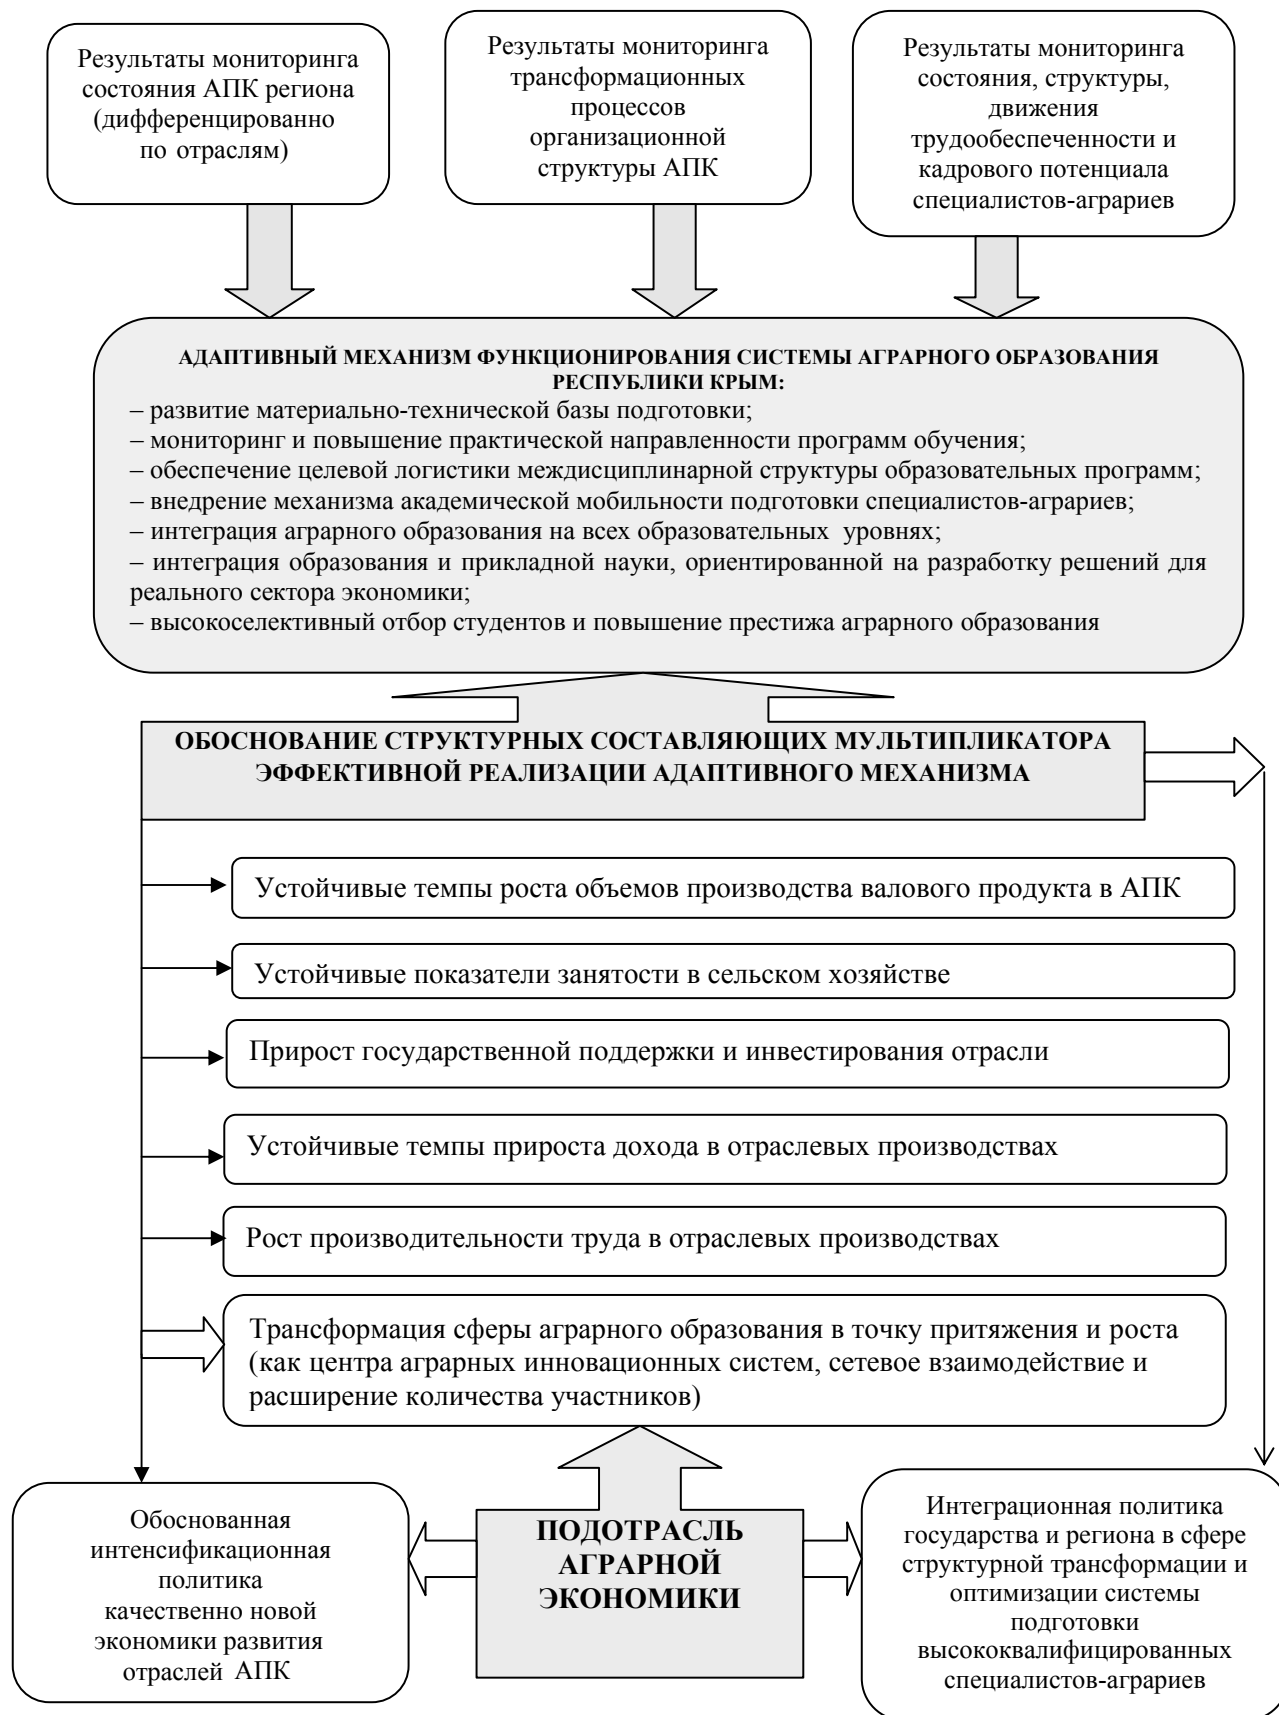 Результаты мониторинга
состояния АПК региона
(дифференцированно
по отраслям)
Результаты мониторинга
трансформационных
процессов
организационной
структуры АПК
Результаты мониторинга
состояния, структуры,
движения
трудообеспеченности и
кадрового потенциала
специалистов-аграриев
АДАПТИВНЫЙ МЕХАНИЗМ ФУНКЦИОНИРОВАНИЯ СИСТЕМЫ АГРАРНОГО ОБРАЗОВАНИЯ
РЕСПУБЛИКИ КРЫМ:
– развитие материально-технической базы подготовки;
– мониторинг и повышение практической направленности программ обучения;
– обеспечение целевой логистики междисциплинарной структуры образовательных программ;
– внедрение механизма академической мобильности подготовки специалистов-аграриев;
– интеграция аграрного образования на всех образовательных уровнях;
– интеграция образования и прикладной науки, ориентированной на разработку решений для
реального сектора экономики;
– высокоселективный отбор студентов и повышение престижа аграрного образования
ОБОСНОВАНИЕ СТРУКТУРНЫХ СОСТАВЛЯЮЩИХ МУЛЬТИПЛИКАТОРА
ЭФФЕКТИВНОЙ РЕАЛИЗАЦИИ АДАПТИВНОГО МЕХАНИЗМА
Устойчивые темпы роста объемов производства валового продукта в АПК
Устойчивые показатели занятости в сельском хозяйстве
Прирост государственной поддержки и инвестирования отрасли
Устойчивые темпы прироста дохода в отраслевых производствах
Рост производительности труда в отраслевых производствах
Трансформация сферы аграрного образования в точку притяжения и роста
(как центра аграрных инновационных систем, сетевое взаимодействие и
расширение количества участников)
Обоснованная
интенсификационная
политика
качественно новой
экономики развития
отраслей АПК
ПОДОТРАСЛЬ
АГРАРНОЙ
ЭКОНОМИКИ
Интеграционная политика
государства и региона в сфере
структурной трансформации и
оптимизации системы
подготовки
высококвалифицированных
специалистов-аграриев